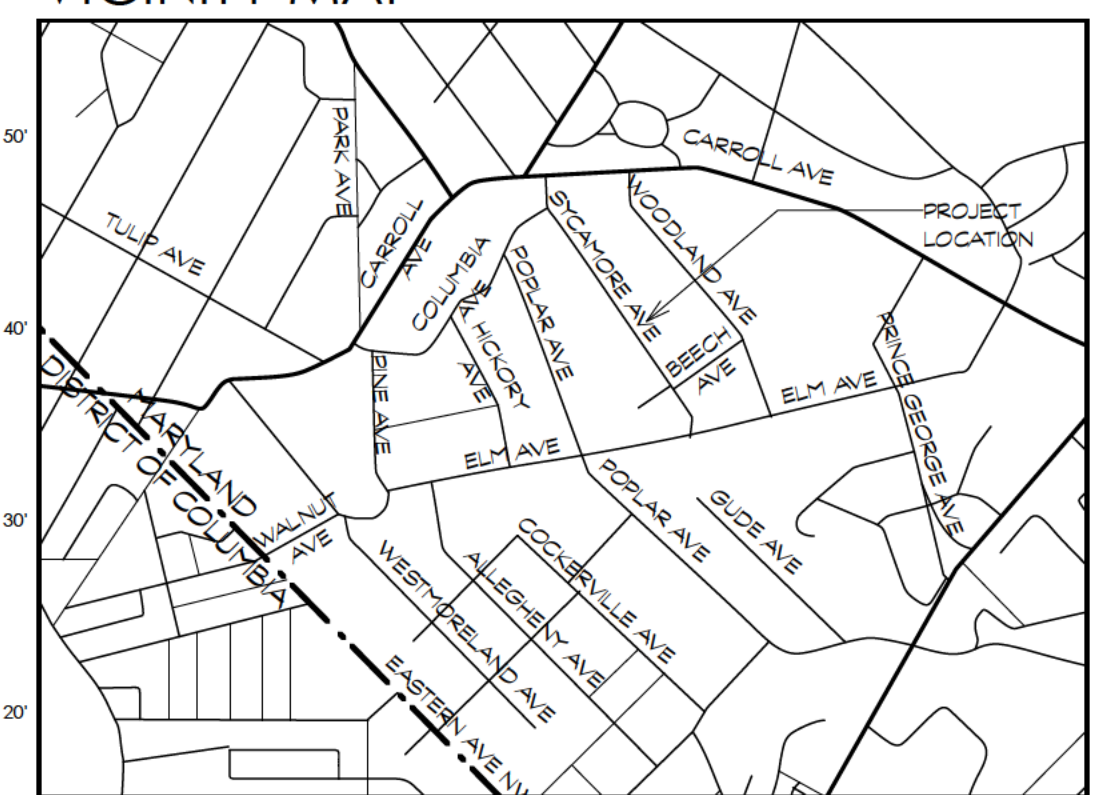 VICINITY MAP
50'
PARK AVE
CARROLL AVE
TULIP AVE
CARROLL
AVE
COLUMBIA
AVE
SYCAMORE AVE
WOODLAND AVE
PROJECT
LOCATION
POPLAR AVE
40'
HICKORY
AVE
BEECH
AVE
PRINCE GEORGE AVE
ELM AVE
PINE AVE
MARYLAND
DISTRICT OF COLUMBIA
ELM AVE
30'
WALNUT
AVE
POPLAR AVE
GUDE AVE
COCKERVILLE AVE
WESTMORELAND AVE
ALLEGHENY AVE
20'
EASTERN AVE NW